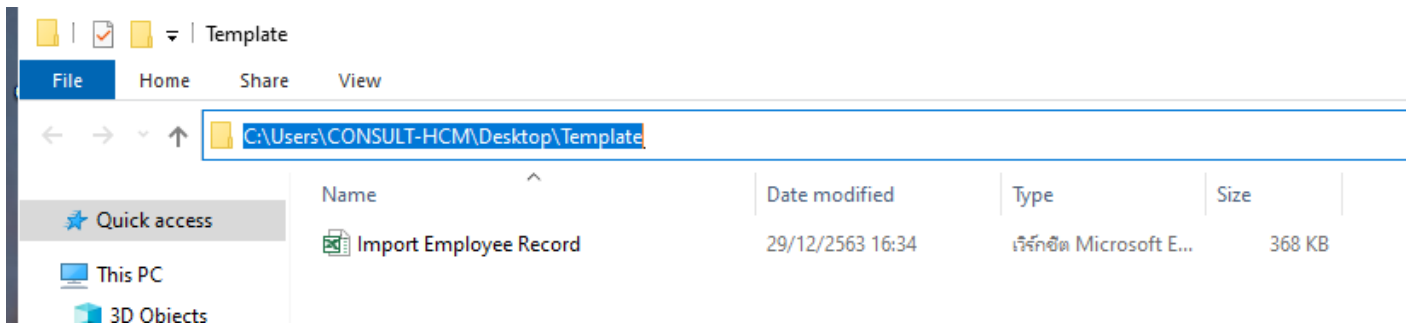 Template
File Home Share View
C:\Users\CONSULT-HCM\Desktop\Template
Name Date modified Type Size
Quick access
Import Employee Record 29/12/2563 16:34 เวิร์กชีต Microsoft E... 368 KB
This PC
3D Objects